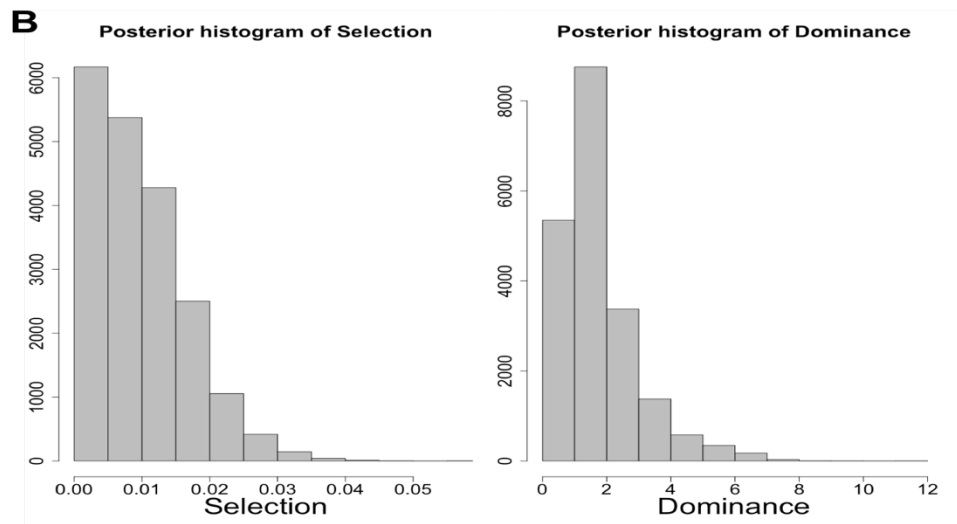 B
Posterior histogram of Selection
6000
5000
4000
3000
2000
1000
0
0.00 0.01 0.02 0.03 0.04 0.05
Selection
Posterior histogram of Dominance
8000
6000
4000
2000
0
0 2 4 6 8 10 12
Dominance